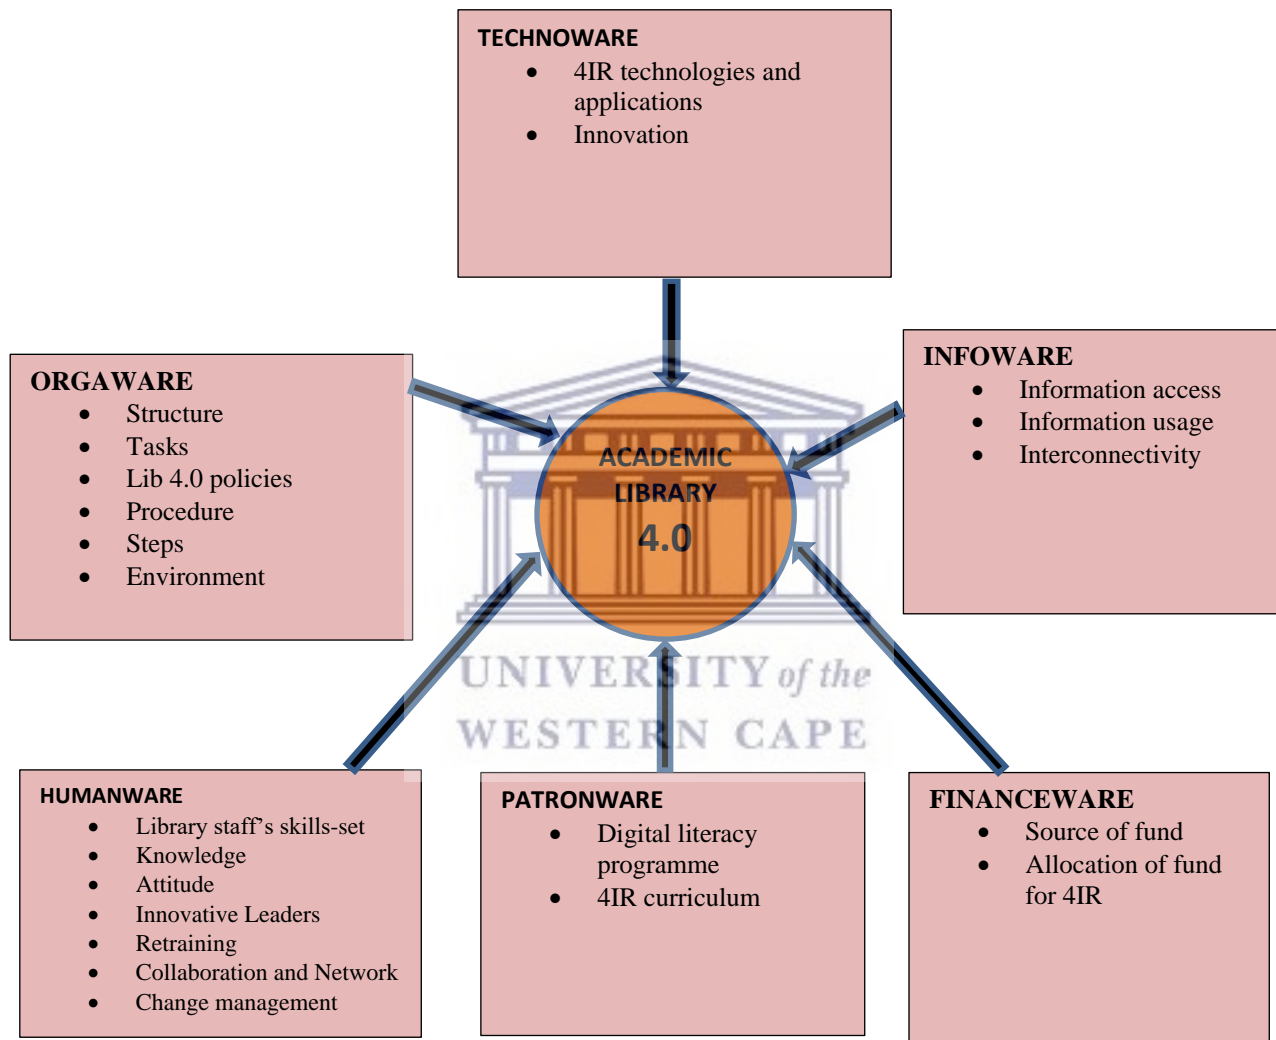 TECHNOWARE
• 4IR technologies and
applications
• Innovation
ORGAWARE
• Structure
• Tasks
• Lib 4.0 policies
• Procedure
• Steps
• Environment
INFOWARE
• Information access
• Information usage
• Interconnectivity
ACADEMIC
LIBRARY
4.0
UNIVERSITY of the
WESTERN CAPE
HUMANWARE
• Library staff’s skills-set
• Knowledge
• Attitude
• Innovative Leaders
• Retraining
• Collaboration and Network
• Change management
PATRONWARE
• Digital literacy
programme
• 4IR curriculum
FINANCEWARE
• Source of fund
• Allocation of fund
for 4IR